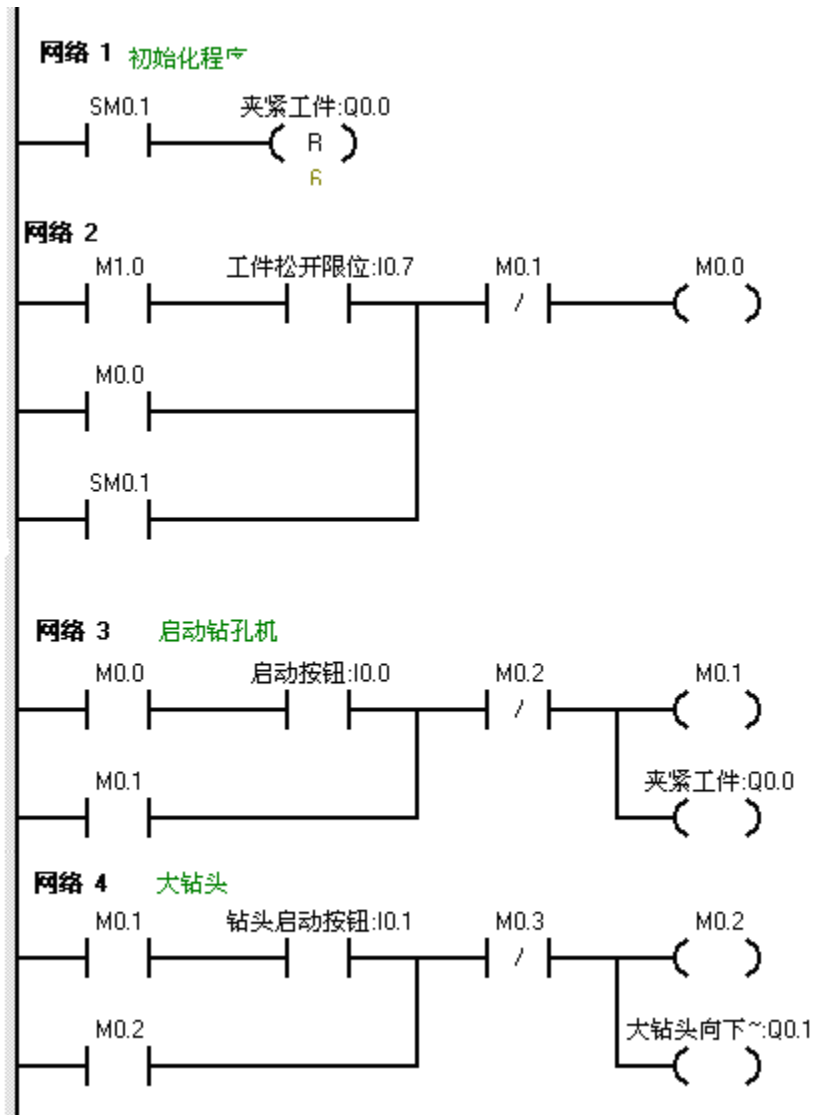 网络 1 初始化程序
SM0.1 夹紧工件:Q0.0
R
6
网络 2
M1.0 工件松开限位:I0.7 M0.1 M0.0
/
M0.0
SM0.1
网络 3 启动钻孔机
M0.0 启动按钮:I0.0 M0.2 M0.1
/
M0.1 夹紧工件:Q0.0
网络 4 大钻头
M0.1 钻头启动按钮:I0.1 M0.3 M0.2
/
M0.2 大钻头向下~:Q0.1